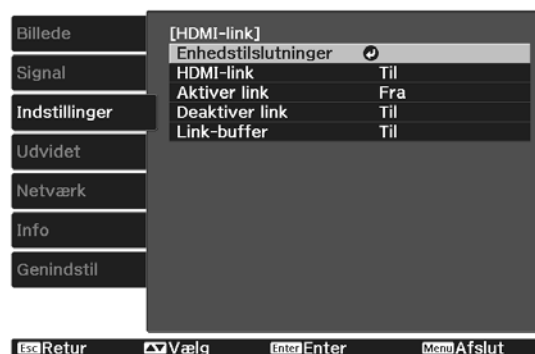 Billede
Signal
Indstillinger
Udvidet
Netværk
Info
Genindstil
[HDMI-link]
Enhedstilslutninger
HDMI-link Til
Aktiver link Fra
Deaktiver link Til
Link-buffer Til
Esc Retur Vælg Enter Enter Menu Afslut